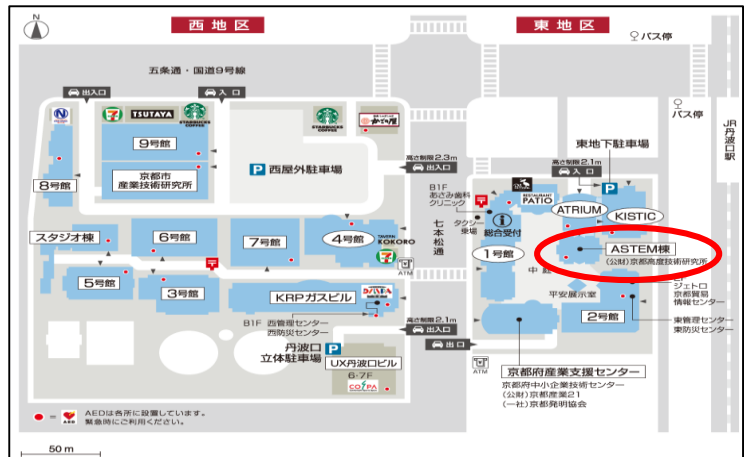 N
西地区
東地区
バス停
五条通・国道9号線
出入口
入口
TSUTAYA
STARBUCKS COFFEE
STARBUCKS COFFEE
かごの屋
9号館
京都市
産業技術研究所
8号館
P 西屋外駐車場
高さ制限2.3m
出入口
バス停
JR丹波口駅
東地下駐車場
高さ制限2.1m
入口
P
B1F
あさみ歯科
クリニック
タクシー
乗場
総合受付
RESTAURANT
PATIO
ATRIUM
KISTIC
七本松通
スタジオ棟
6号館
7号館
4号館
TAVERN
KOKORO
ATM
1号館
中庭
ASTEM棟
(公財)京都高度技術研究所
5号館
3号館
KRPガスビル
B1F 西管理センター
西防災センター
平安展示室
2号館
ジェトロ
京都貿易
情報センター
東管理センター
東防災センター
高さ制限2.1m
出入口
出口
丹波口
立体駐車場
P
UX丹波口ビル
6-7F
COSPA
ATM
京都府産業支援センター
京都府中小企業技術センター
(公財)京都産業21
(一社)京都発明協会
= AED AEDは各所に設置しています。
緊急時にご利用ください。
50 m